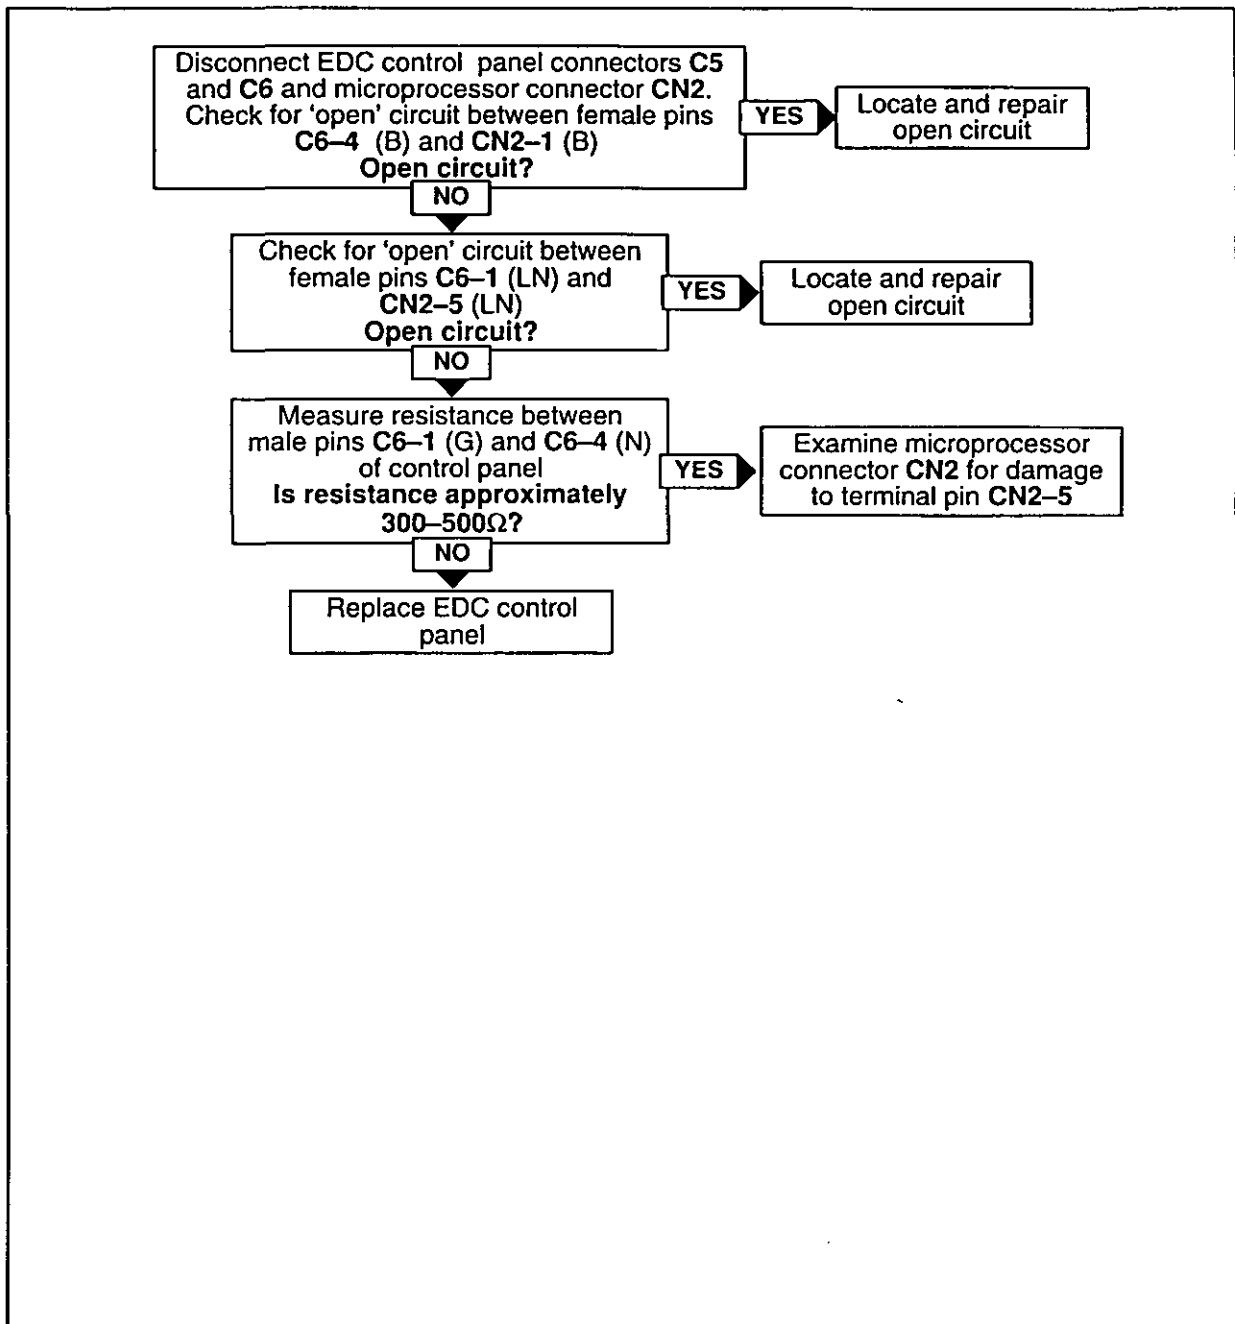 Disconnect EDC control panel connectors C5
and C6 and microprocessor connector CN2.
Check for ‘open’ circuit between female pins
C6–4 (B) and CN2–1 (B)
Open circuit?
YES
Locate and repair
open circuit
NO
Check for ‘open’ circuit between
female pins C6–1 (LN) and
CN2–5 (LN)
Open circuit?
YES
Locate and repair
open circuit
NO
Measure resistance between
male pins C6–1 (G) and C6–4 (N)
of control panel
Is resistance approximately
300–500Ω?
YES
Examine microprocessor
connector CN2 for damage
to terminal pin CN2–5
NO
Replace EDC control
panel